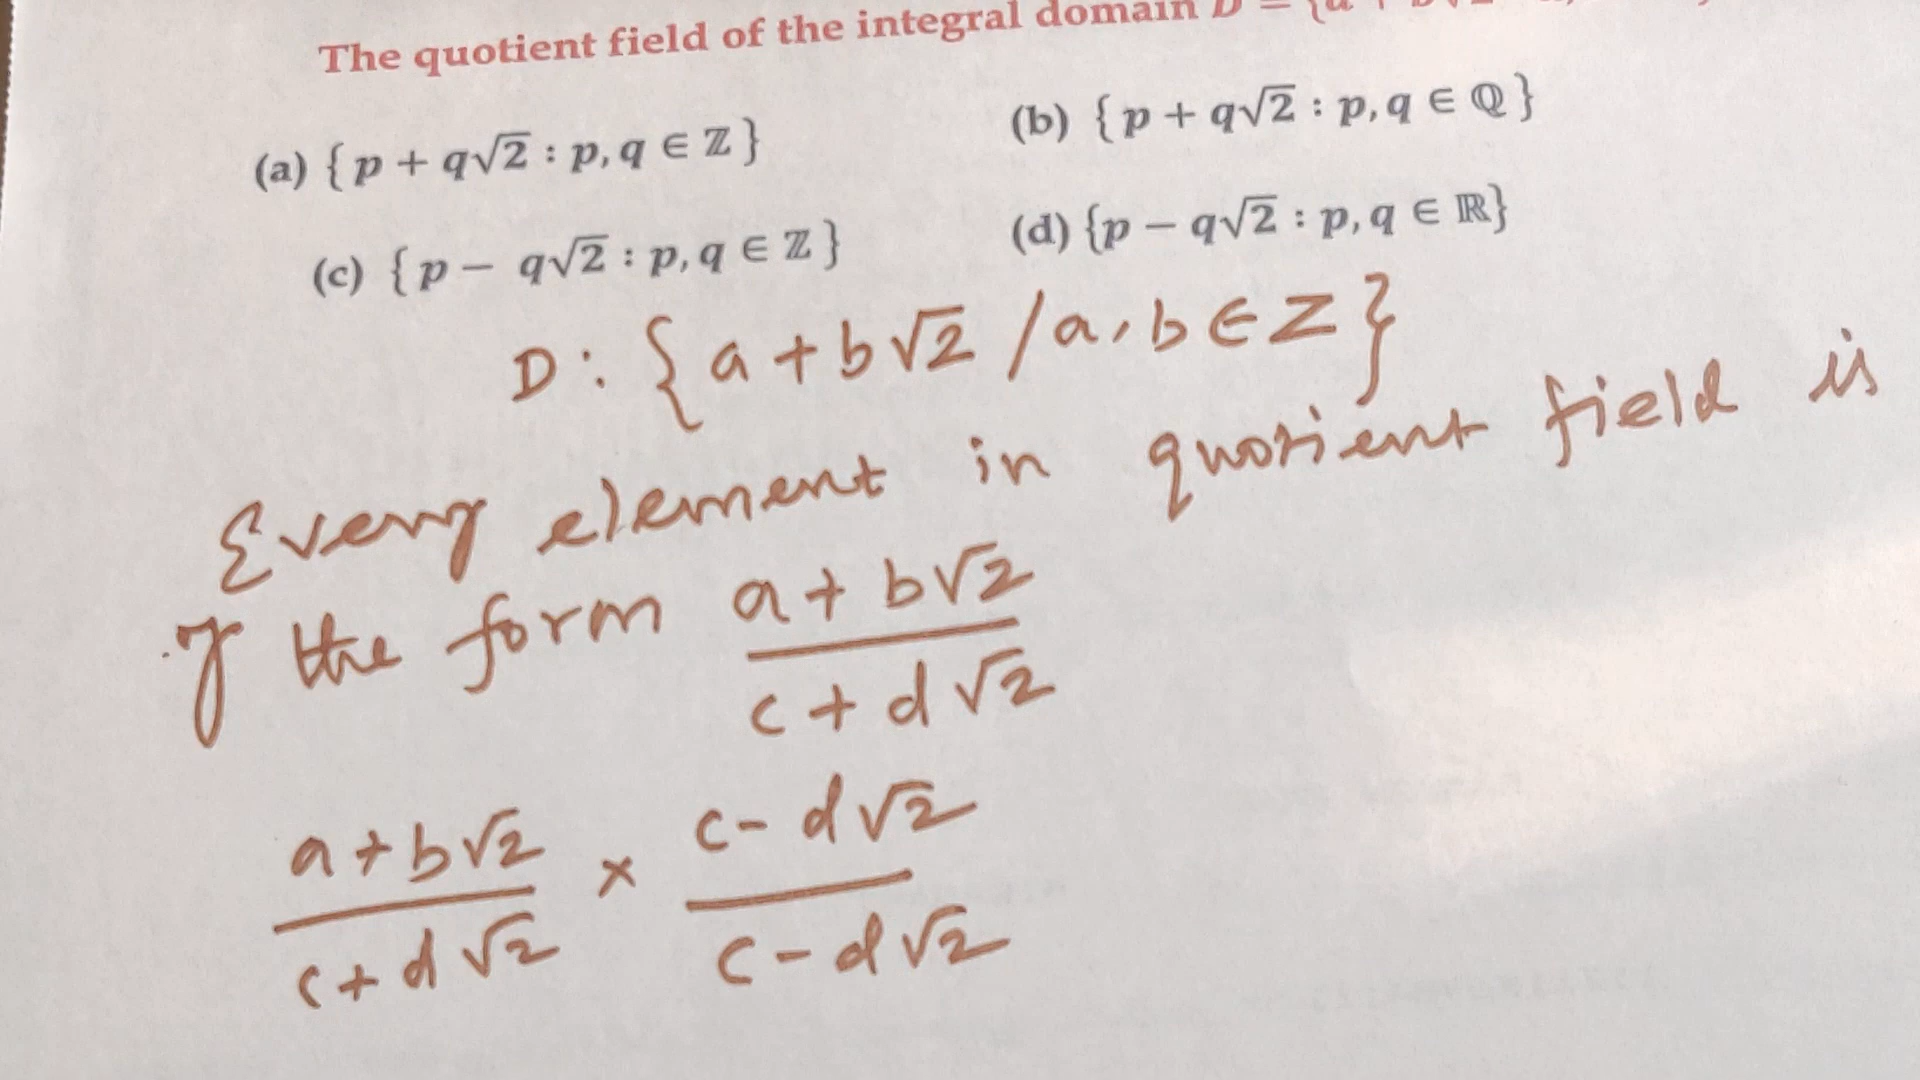 The quotient field of the integral domain D = {a + b√2
(a) { p + q√2 : p, q ∈ ℤ }
(b) { p + q√2 : p, q ∈ ℚ }
(c) { p − q√2 : p, q ∈ ℤ }
(d) {p − q√2 : p, q ∈ ℝ}
D : { a + b √2 / a, b ∈ Z }
Every element in quotient field is
of the form a + b√2
c + d √2
a + b√2 × c - d √2
c + d √2 c - d √2